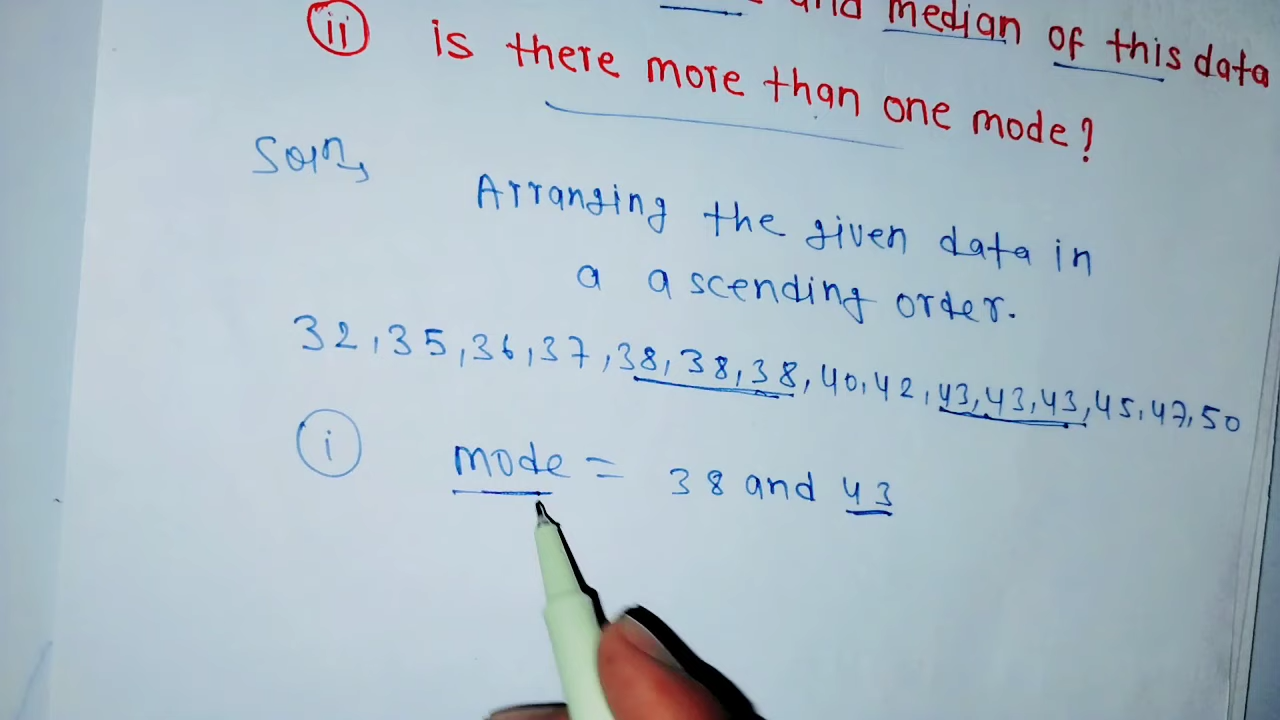 and median of this data
ii is there more than one mode?
Soln,
Arranging the given data in
a ascending order.
32,35,36,37,38,38,38,40,42,43,43,43,45,47,50
i mode = 38 and 43